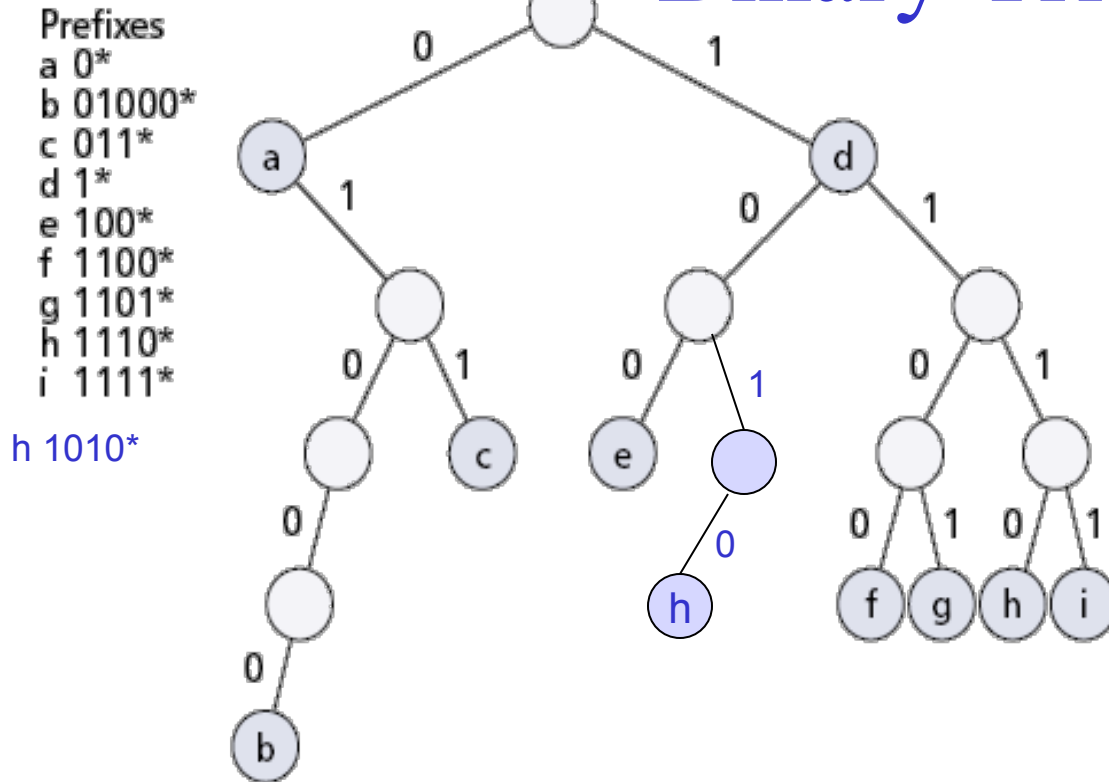 Prefixes
a 0*
b 01000*
c 011*
d 1*
e 100*
f 1100*
g 1101*
h 1110*
i 1111*
h 1010*
0 1
a d
1 0 1
0 1 0 1 0 1
c e
0 0 0 1 0 1
h f g h i
0
b